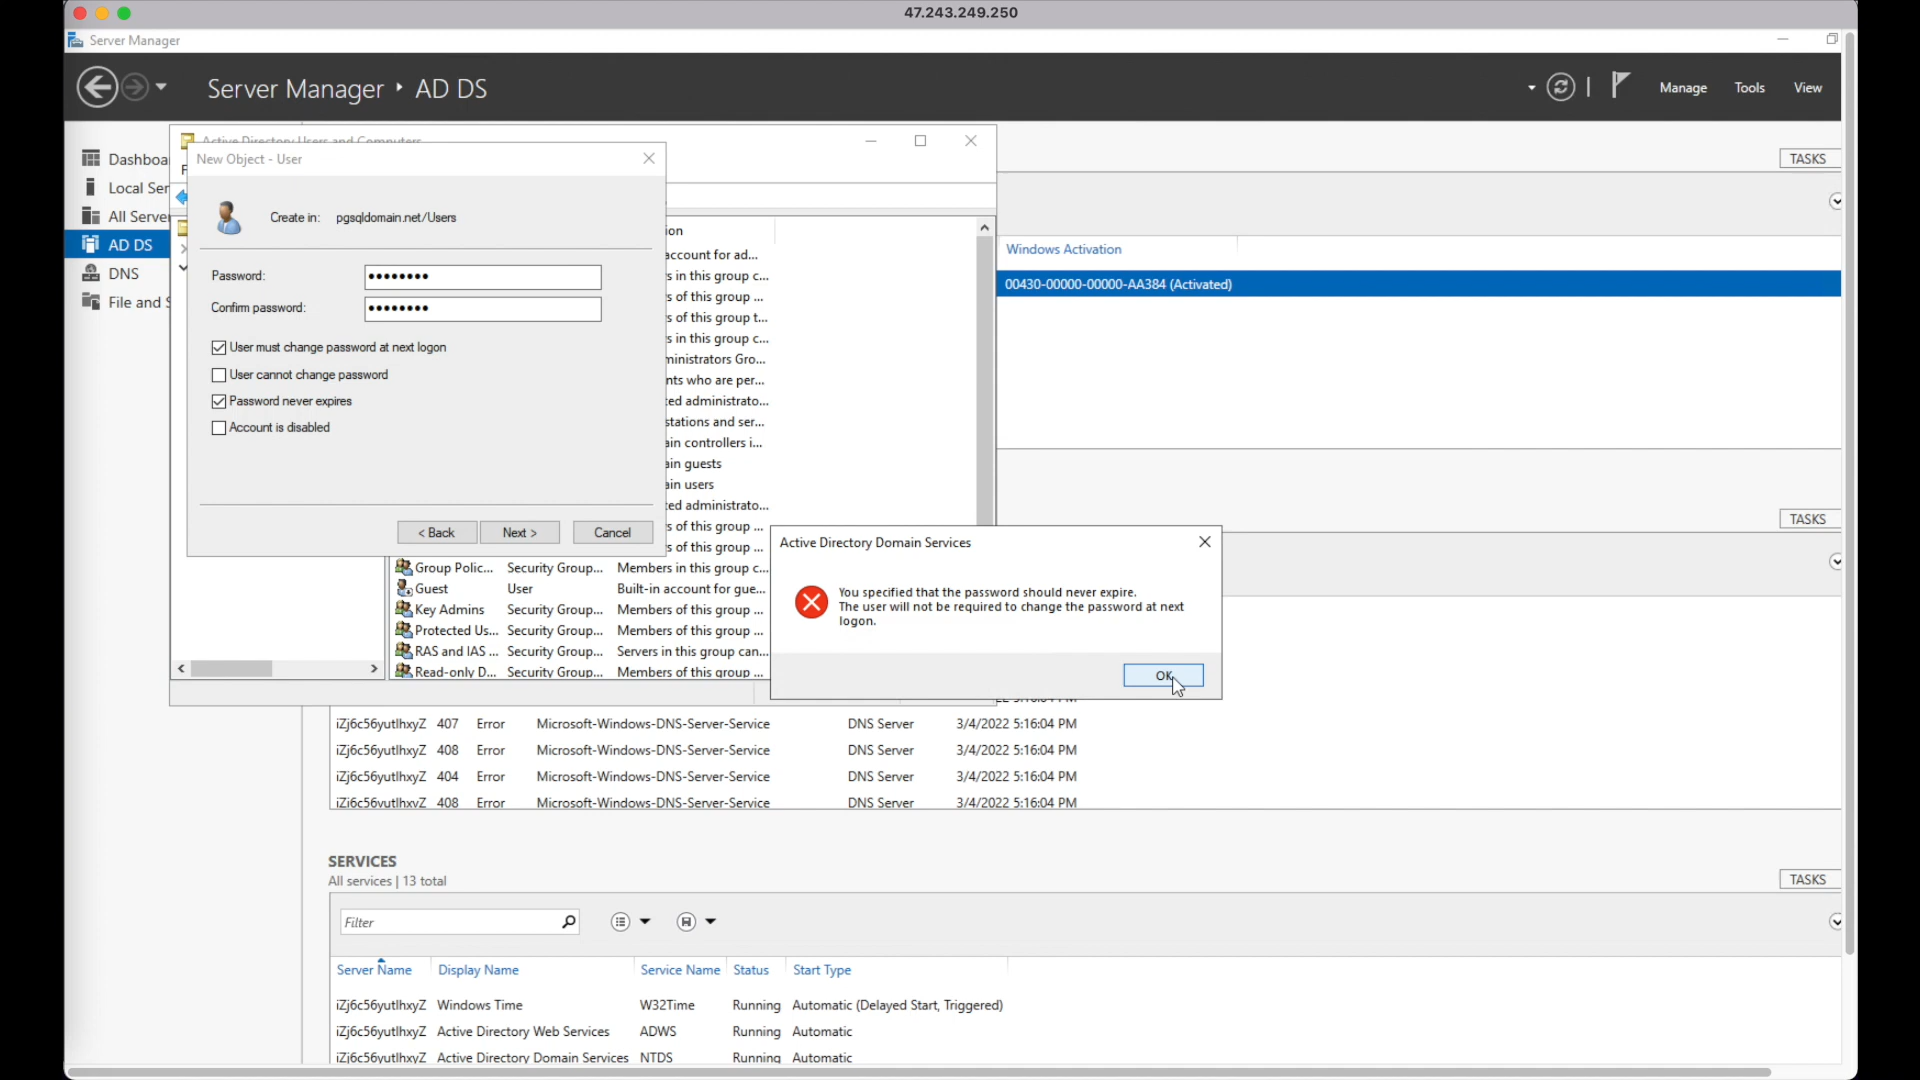 47.243.249.250
Server Manager
Server Manager ‣ AD DS
Manage Tools View
Dashboa
Local Ser
All Serve
AD DS
DNS
File and S
Active Directory Users and Computers
New Object - User
Create in: pgsqldomain.net/Users
Password: ●●●●●●●●
Confirm password: ●●●●●●●●
User must change password at next logon
User cannot change password
Password never expires
Account is disabled
< Back Next > Cancel
ion
account for ad...
s in this group c...
s of this group ...
s of this group t...
s in this group c...
ministrators Gro...
nts who are per...
ed administrato...
stations and ser...
ain controllers i...
ain guests
ain users
ed administrato...
s of this group ...
s of this group ...
Group Polic... Security Group... Members in this group c...
Guest User Built-in account for gue...
Key Admins Security Group... Members of this group ...
Protected Us... Security Group... Members of this group ...
RAS and IAS ... Security Group... Servers in this group can...
Read-only D... Security Group... Members of this group ...
TASKS
Windows Activation
00430-00000-00000-AA384 (Activated)
TASKS
Active Directory Domain Services
You specified that the password should never expire.
The user will not be required to change the password at next
logon.
OK
iZj6c56yutlhxyZ 407 Error Microsoft-Windows-DNS-Server-Service DNS Server 3/4/2022 5:16:04 PM
iZj6c56yutlhxyZ 408 Error Microsoft-Windows-DNS-Server-Service DNS Server 3/4/2022 5:16:04 PM
iZj6c56yutlhxyZ 404 Error Microsoft-Windows-DNS-Server-Service DNS Server 3/4/2022 5:16:04 PM
iZj6c56yutlhxyZ 408 Error Microsoft-Windows-DNS-Server-Service DNS Server 3/4/2022 5:16:04 PM
SERVICES
All services | 13 total
TASKS
Filter
Server Name Display Name Service Name Status Start Type
iZj6c56yutlhxyZ Windows Time W32Time Running Automatic (Delayed Start, Triggered)
iZj6c56yutlhxyZ Active Directory Web Services ADWS Running Automatic
iZj6c56yutlhxyZ Active Directory Domain Services NTDS Running Automatic